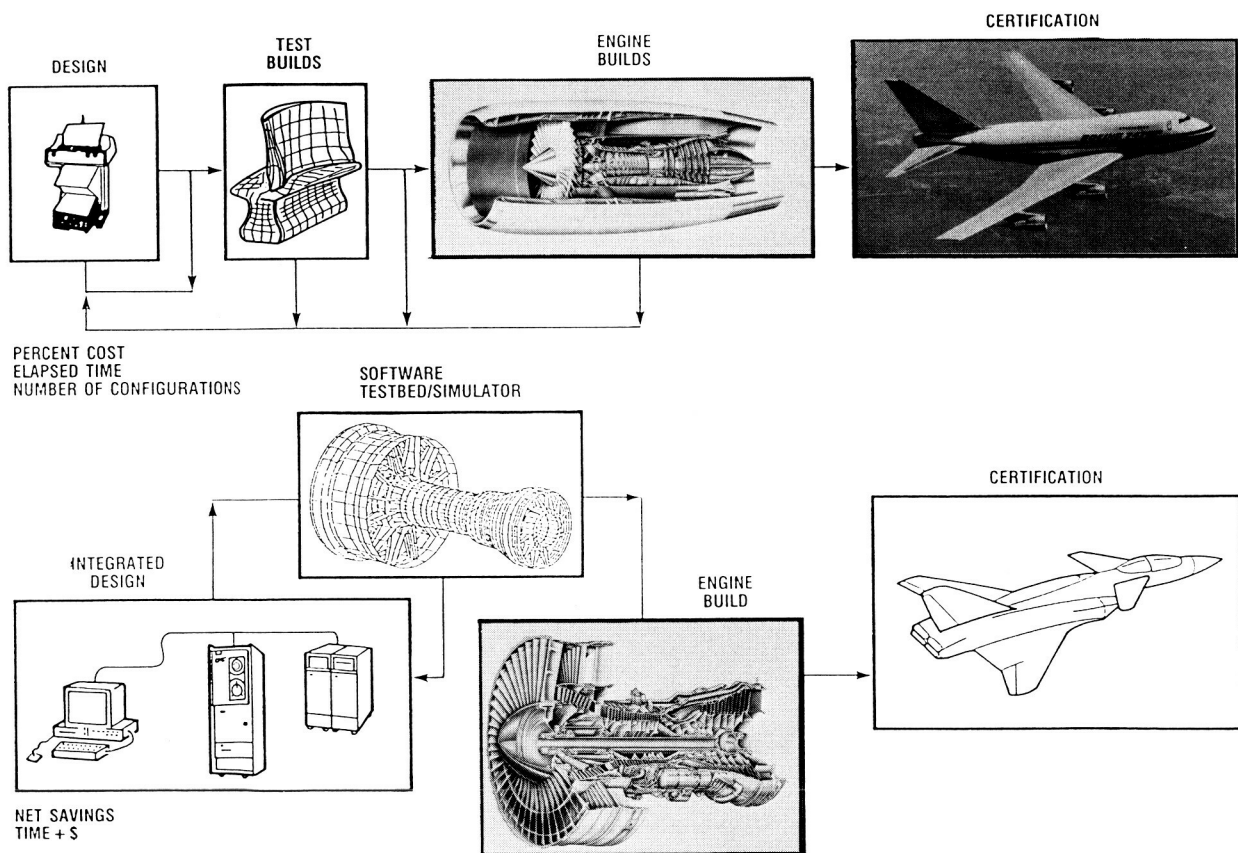 DESIGN
TEST
BUILDS
ENGINE
BUILDS
CERTIFICATION
PERCENT COST
ELAPSED TIME
NUMBER OF CONFIGURATIONS
SOFTWARE
TESTBED/SIMULATOR
INTEGRATED
DESIGN
ENGINE
BUILD
CERTIFICATION
NET SAVINGS
TIME + $